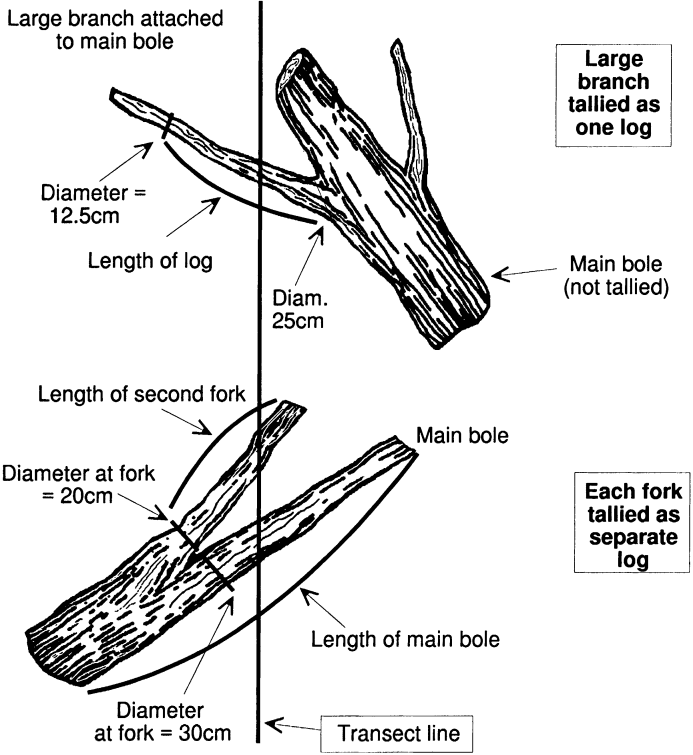 Large branch attached
to main bole
Large
branch
tallied as
one log
Diameter =
12.5cm
Length of log
Diam.
25cm
Main bole
(not tallied)
Length of second fork
Main bole
Diameter at fork
= 20cm
Each fork
tallied as
separate
log
Length of main bole
Diameter
at fork = 30cm
Transect line